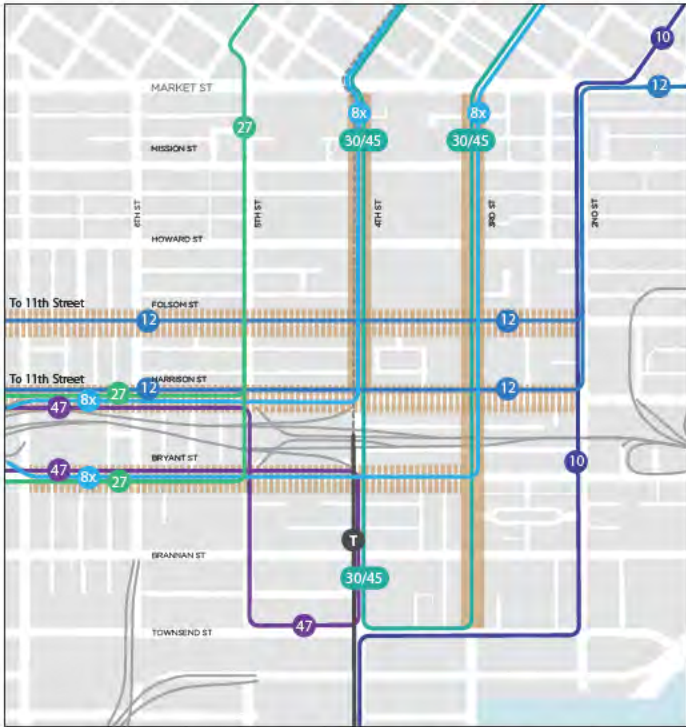 10
12
MARKET ST
8x
8x
27
30/45
30/45
MISSION ST
6TH ST
5TH ST
4TH ST
3RD ST
2ND ST
HOWARD ST
To 11th Street
FOLSOM ST
12
12
To 11th Street
HARRISON ST
27
12
12
8x
47
BRYANT ST
47
8x
27
10
T
BRANNAN ST
30/45
47
TOWNSEND ST